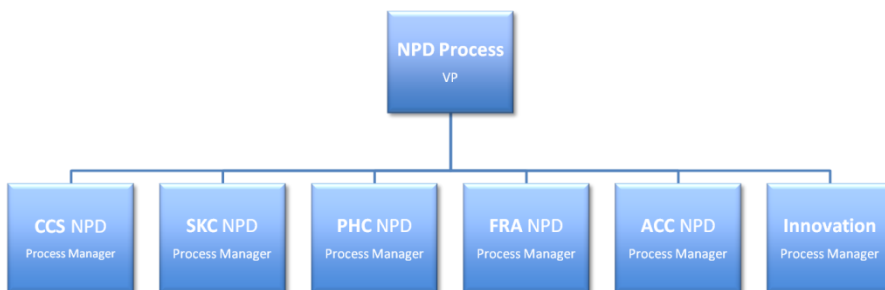 NPD Process
VP
CCS NPD
Process Manager
SKC NPD
Process Manager
PHC NPD
Process Manager
FRA NPD
Process Manager
ACC NPD
Process Manager
Innovation
Process Manager